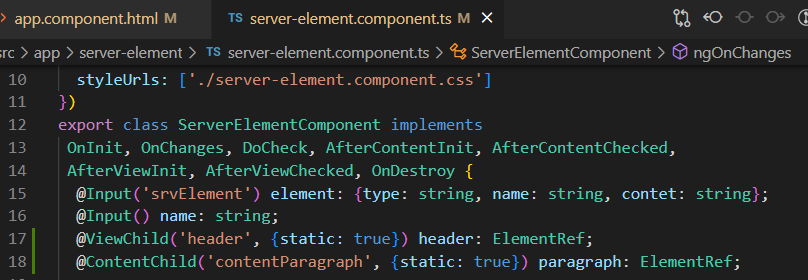 app.component.html M TS server-element.component.ts M
src > app > server-element > TS server-element.component.ts > ServerElementComponent > ngOnChanges
10 styleUrls: ['./server-element.component.css']
11 })
12 export class ServerElementComponent implements
13 OnInit, OnChanges, DoCheck, AfterContentInit, AfterContentChecked,
14 AfterViewInit, AfterViewChecked, OnDestroy {
15 @Input('srvElement') element: {type: string, name: string, contet: string};
16 @Input() name: string;
17 @ViewChild('header', {static: true}) header: ElementRef;
18 @ContentChild('contentParagraph', {static: true}) paragraph: ElementRef;